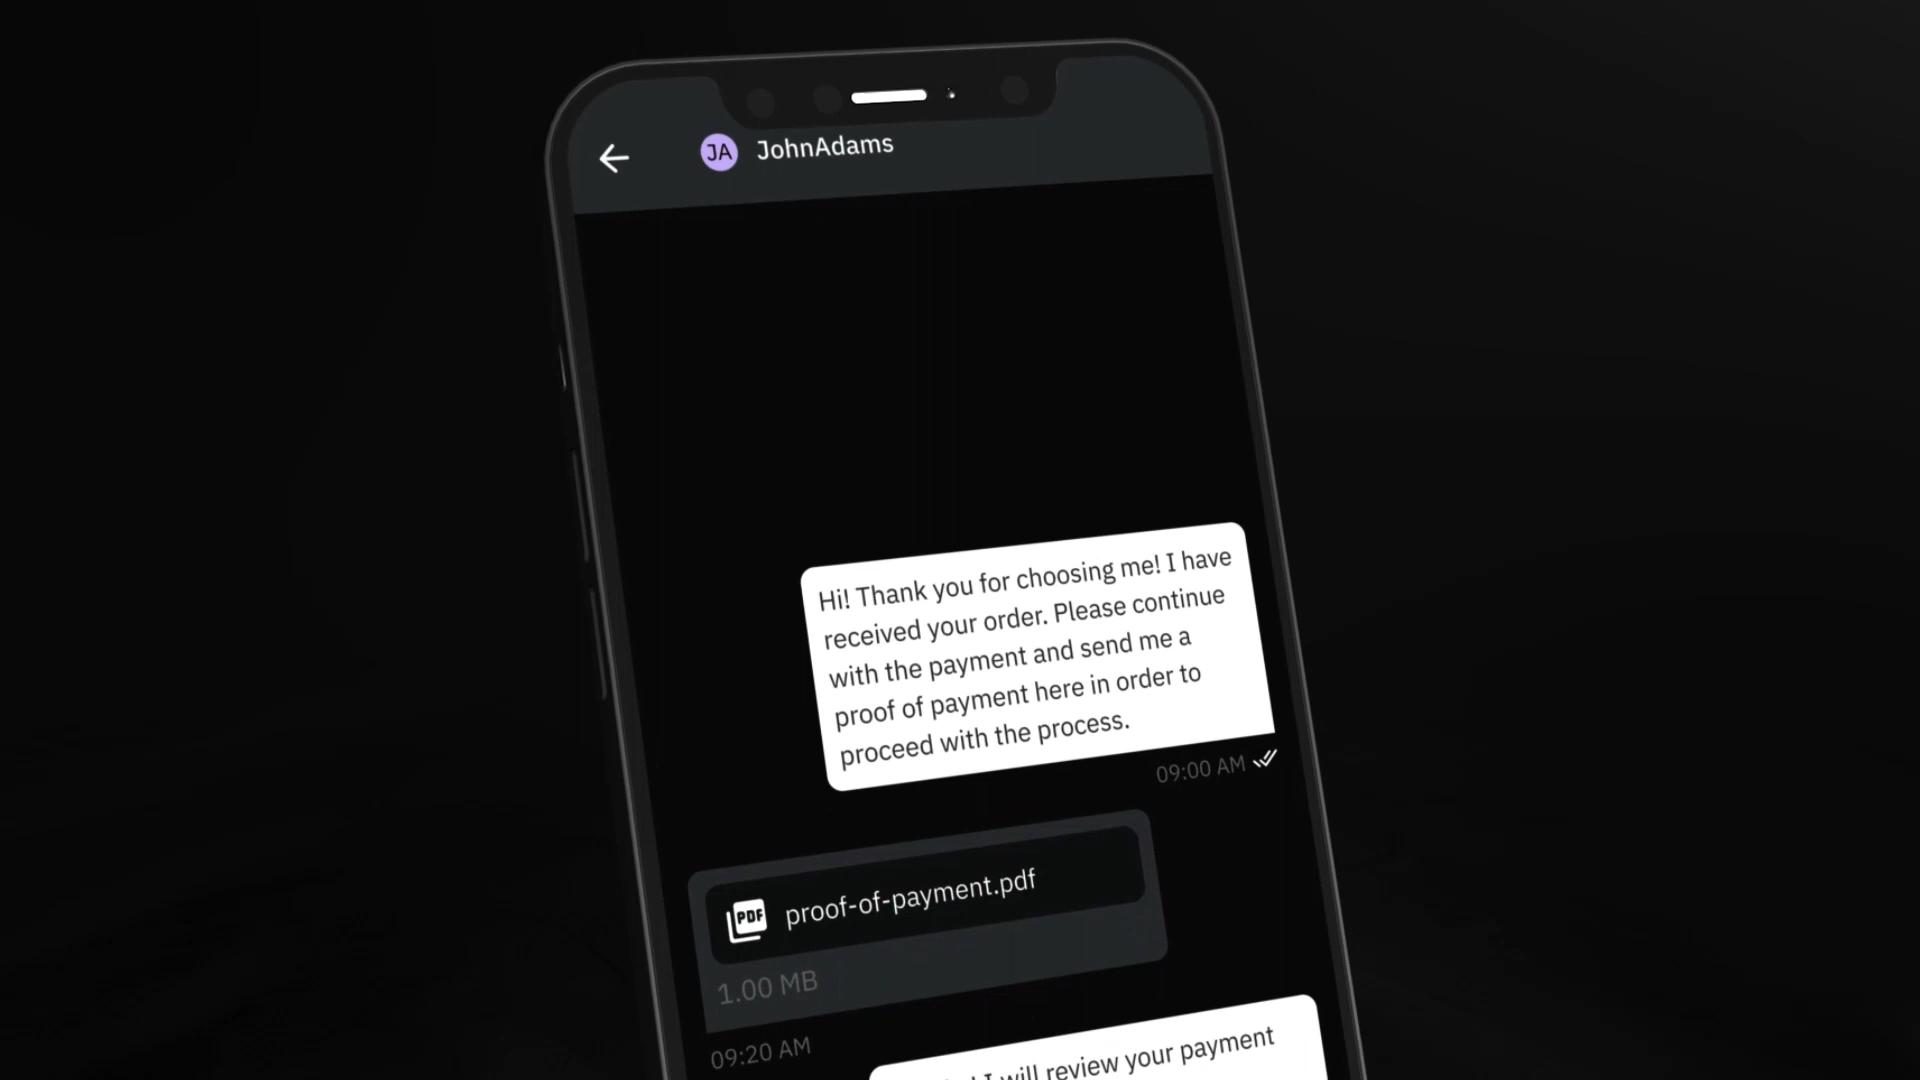 JA JohnAdams
Hi! Thank you for choosing me! I have
received your order. Please continue
with the payment and send me a
proof of payment here in order to
proceed with the process.
09:00 AM
PDF proof-of-payment.pdf
1.00 MB
09:20 AM
I will review your payment